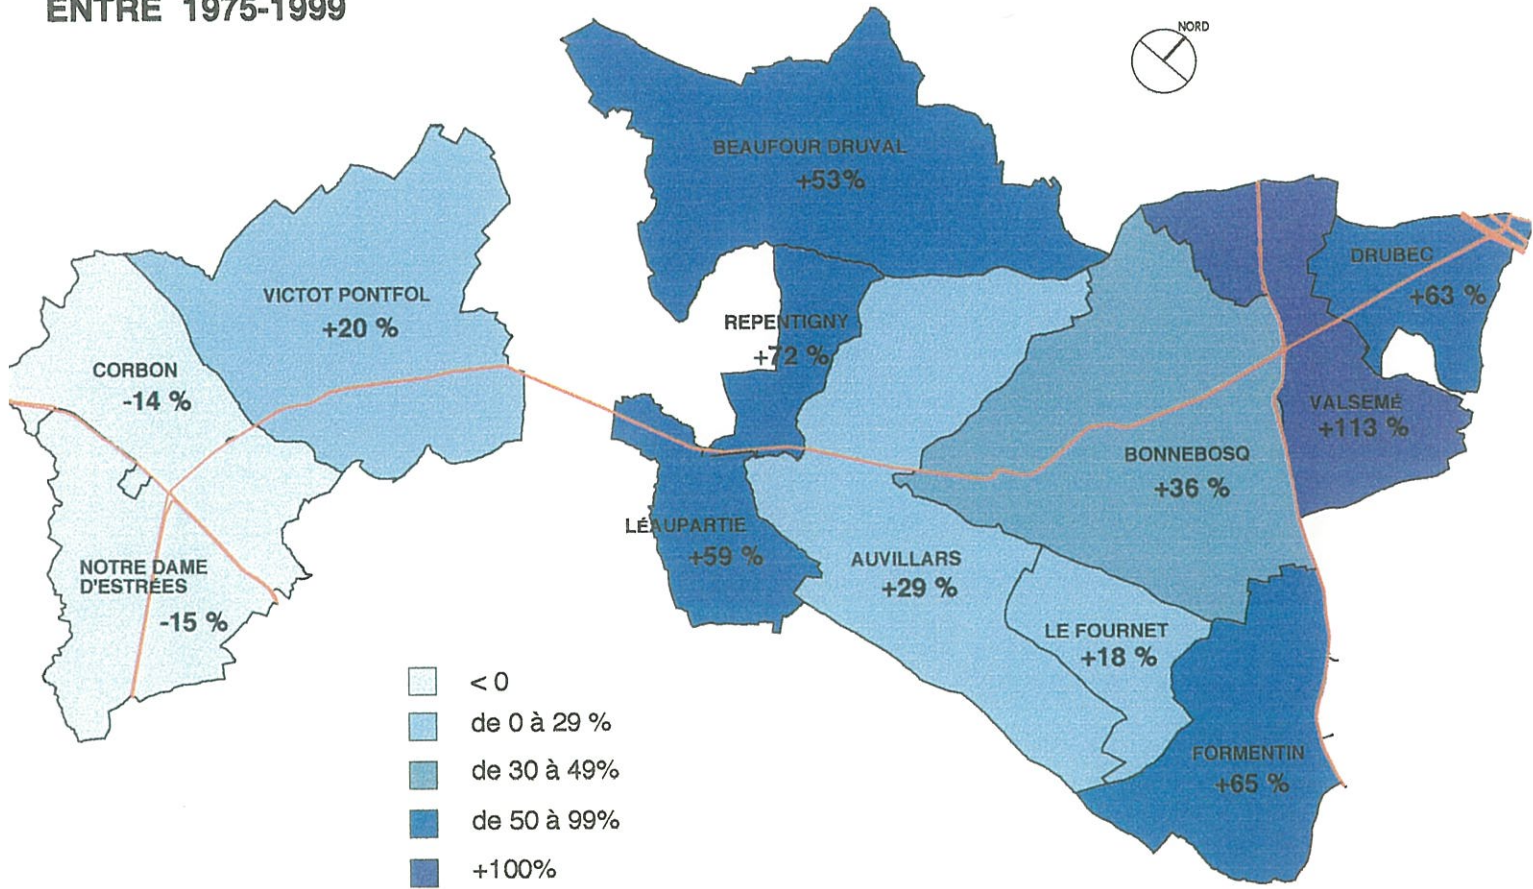 ENTRE 1975-1999
NORD
BEAUFOUR DRUVAL
+53%
DRUBEC
+63 %
VICTOT PONTFOL
+20 %
REPENTIGNY
+72 %
CORBON
-14 %
VALSEMÉ
+113 %
BONNEBOSQ
+36 %
LÉAUPARTIE
+59 %
AUVILLARS
+29 %
NOTRE DAME
D'ESTRÉES
-15 %
LE FOURNET
+18 %
FORMENTIN
+65 %
< 0
de 0 à 29 %
de 30 à 49%
de 50 à 99%
+100%